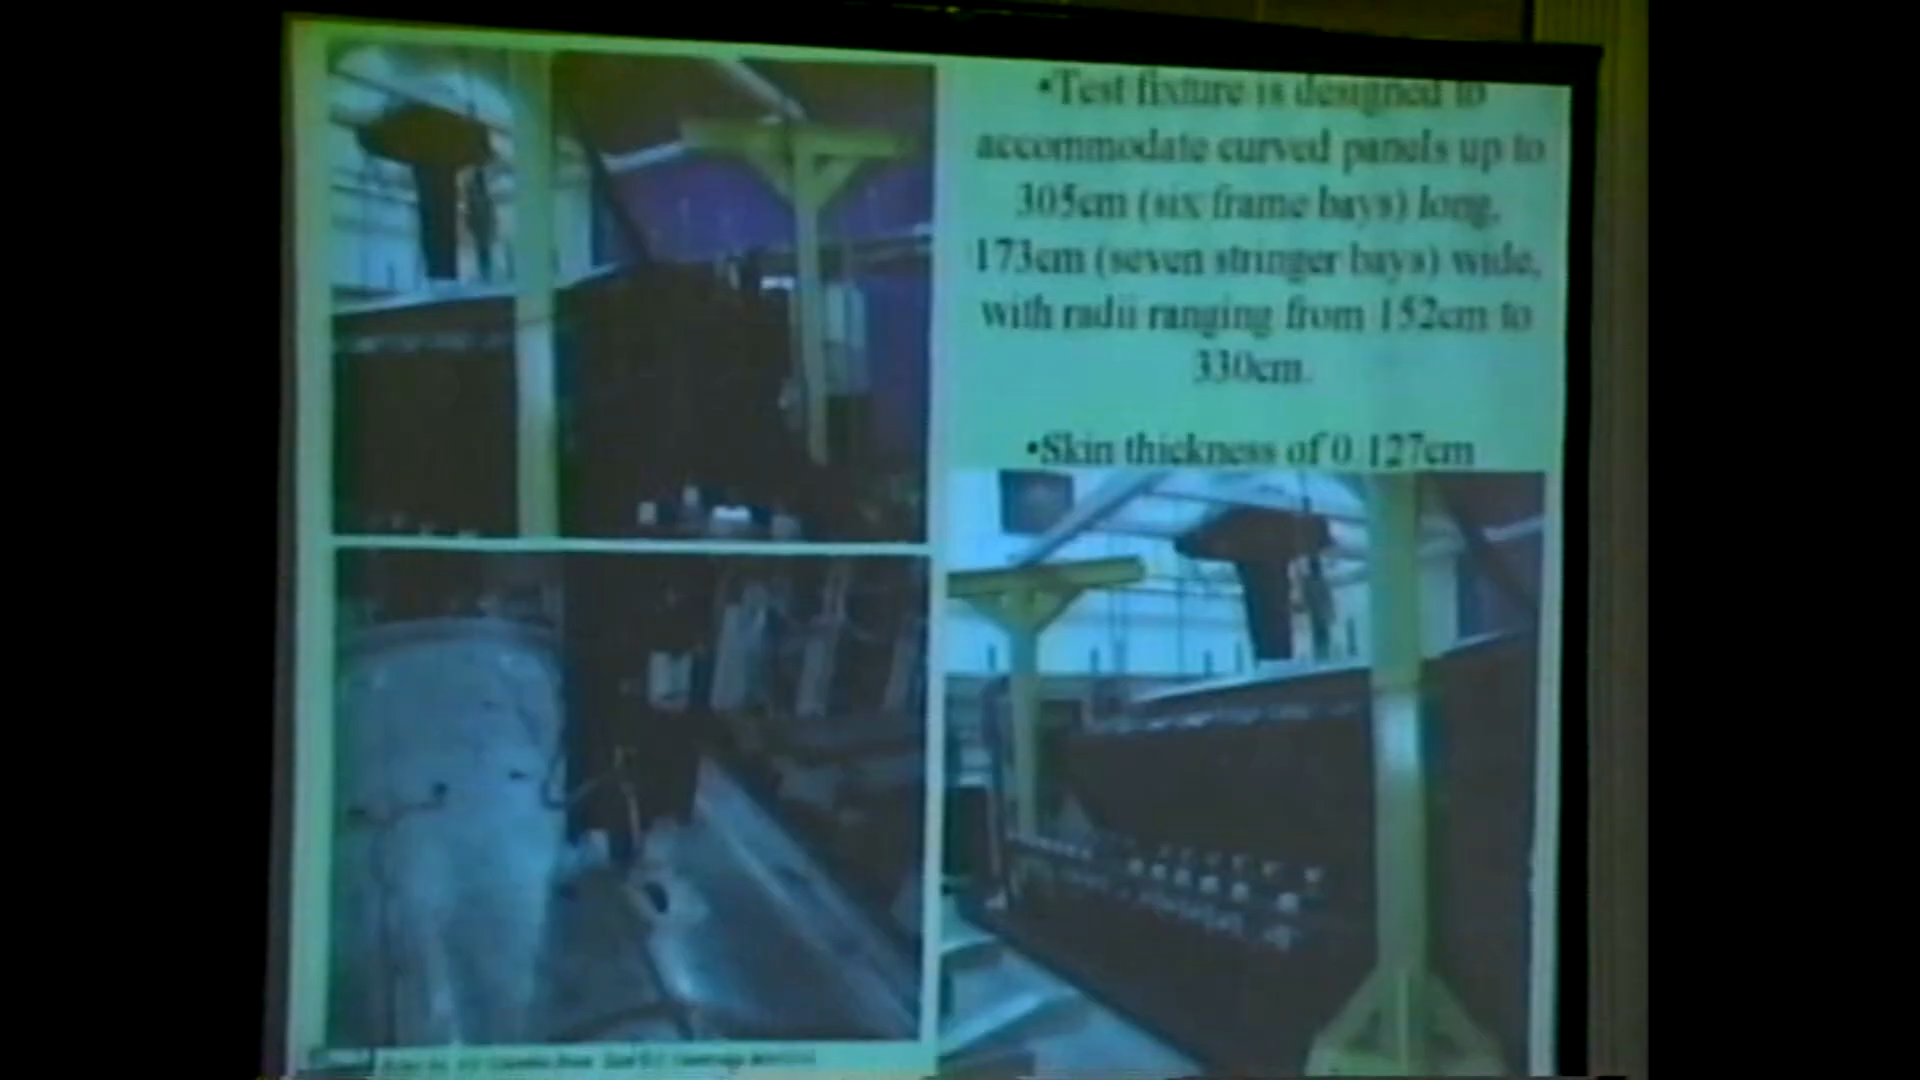 •Test fixture is designed to
accommodate curved panels up to
305cm (six frame bays) long,
173cm (seven stringer bays) wide,
with radii ranging from 152cm to
330cm.
•Skin thickness of 0.127cm